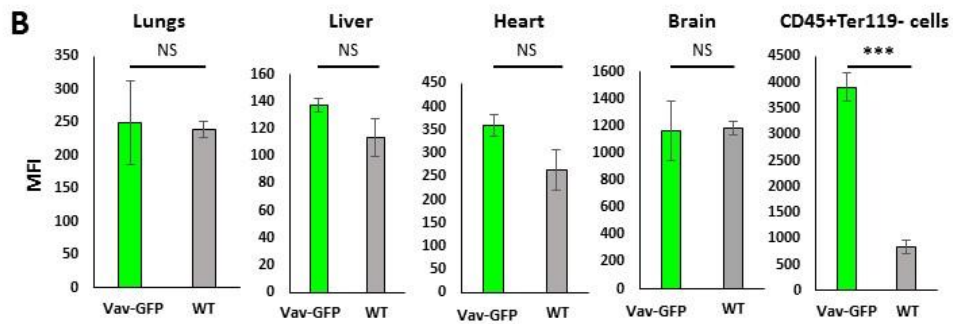 B
Lungs
Liver
Heart
Brain
CD45+Ter119- cells
NS
NS
NS
NS
***
MFI
350
300
250
200
150
100
50
0
160
140
120
100
80
60
40
20
0
450
400
350
300
250
200
150
100
50
0
1600
1400
1200
1000
800
600
400
200
0
4500
4000
3500
3000
2500
2000
1500
1000
500
0
Vav-GFP WT
Vav-GFP WT
Vav-GFP WT
Vav-GFP WT
Vav-GFP WT